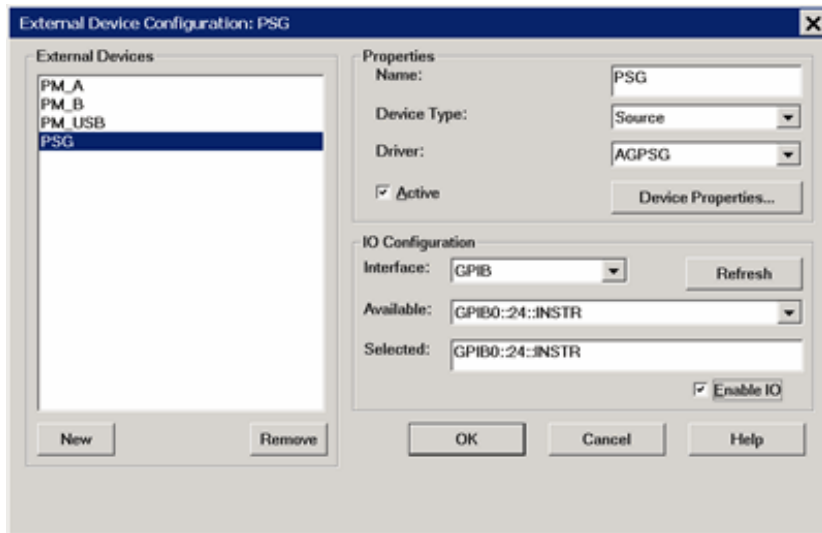 External Device Configuration: PSG
External Devices
PM_A
PM_B
PM_USB
PSG
New
Remove
Properties
Name:
PSG
Device Type:
Source
Driver:
AGPSG
Active
Device Properties...
IO Configuration
Interface:
GPIB
Refresh
Available:
GPIB0::24::INSTR
Selected:
GPIB0::24::INSTR
Enable IO
OK
Cancel
Help